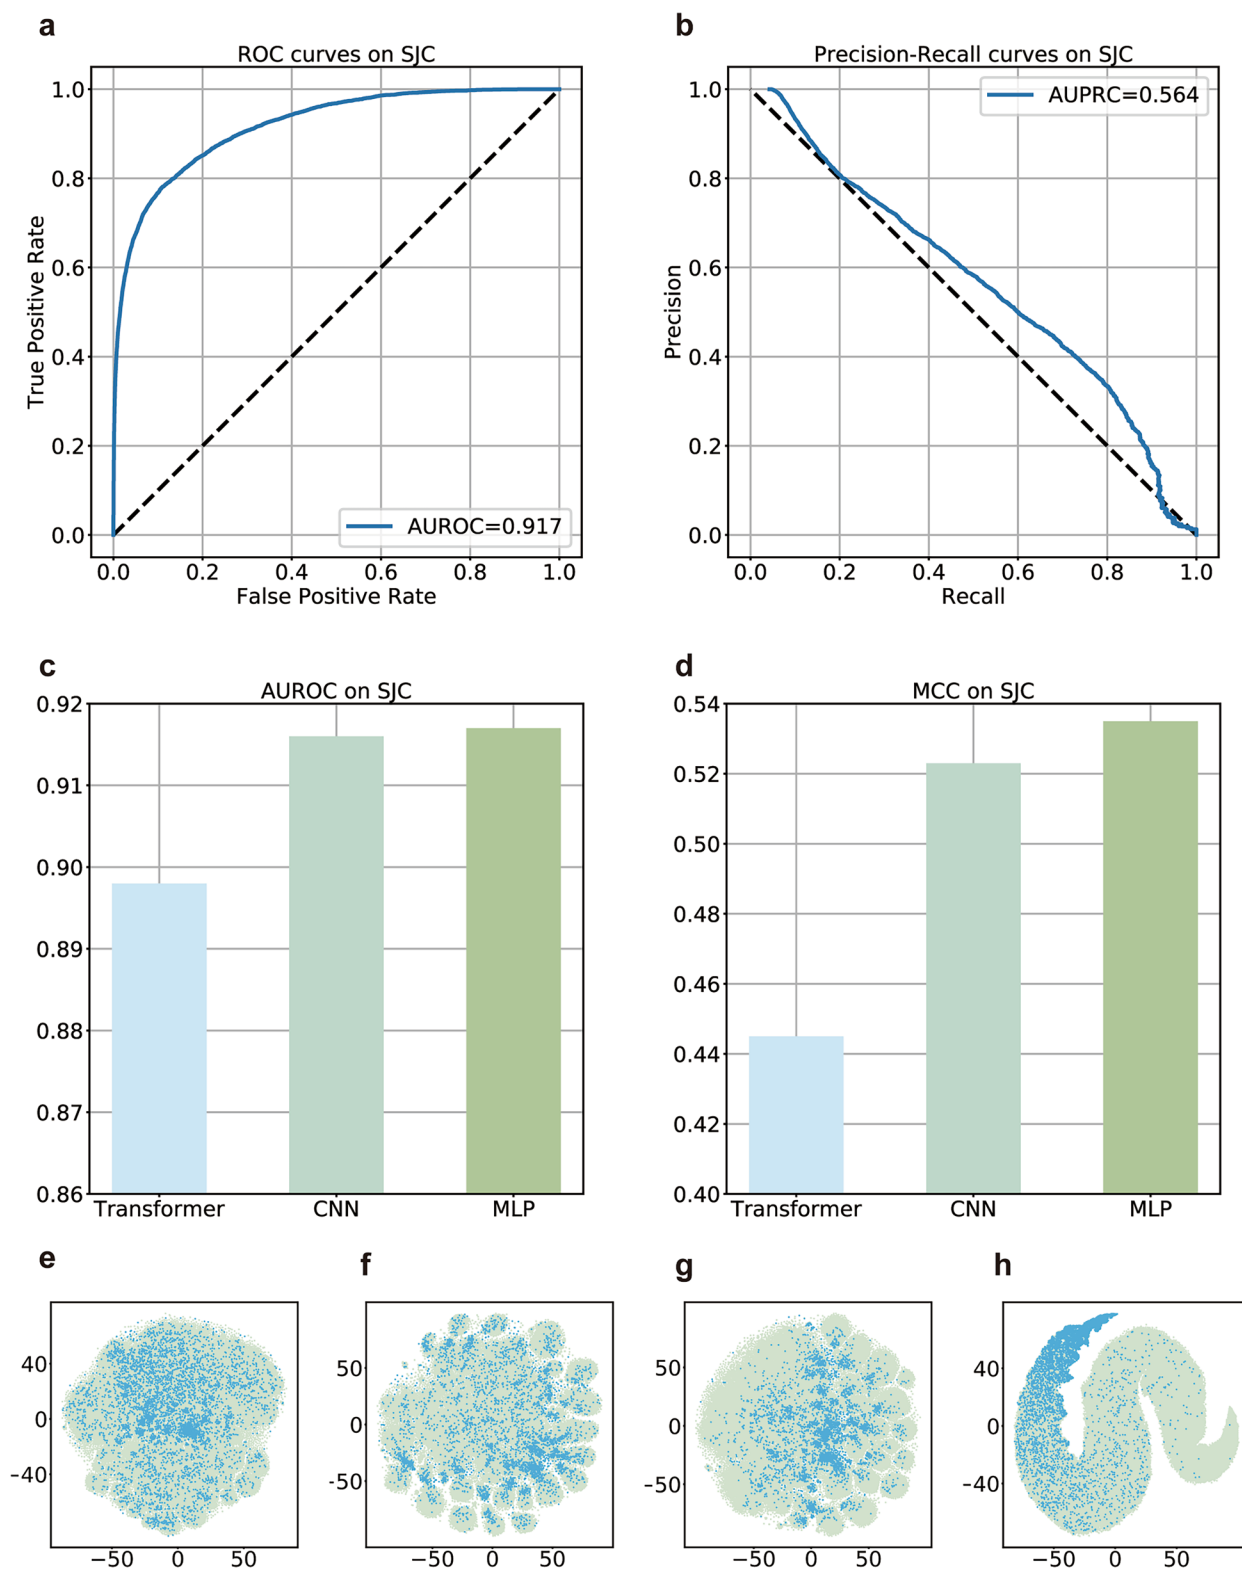 a
b
ROC curves on SJC
Precision-Recall curves on SJC
1.0
0.8
0.6
0.4
0.2
0.0
True Positive Rate
AUROC=0.917
0.0 0.2 0.4 0.6 0.8 1.0
False Positive Rate
1.0
0.8
0.6
0.4
0.2
0.0
Precision
AUPRC=0.564
0.0 0.2 0.4 0.6 0.8 1.0
Recall
c
d
AUROC on SJC
0.92
0.91
0.90
0.89
0.88
0.87
0.86
Transformer CNN MLP
MCC on SJC
0.54
0.52
0.50
0.48
0.46
0.44
0.42
0.40
Transformer CNN MLP
e
f
g
h
40
0
−40
−50 0 50
50
0
-50
−50 0 50
50
0
−50
−50 0 50
40
0
−40
−50 0 50